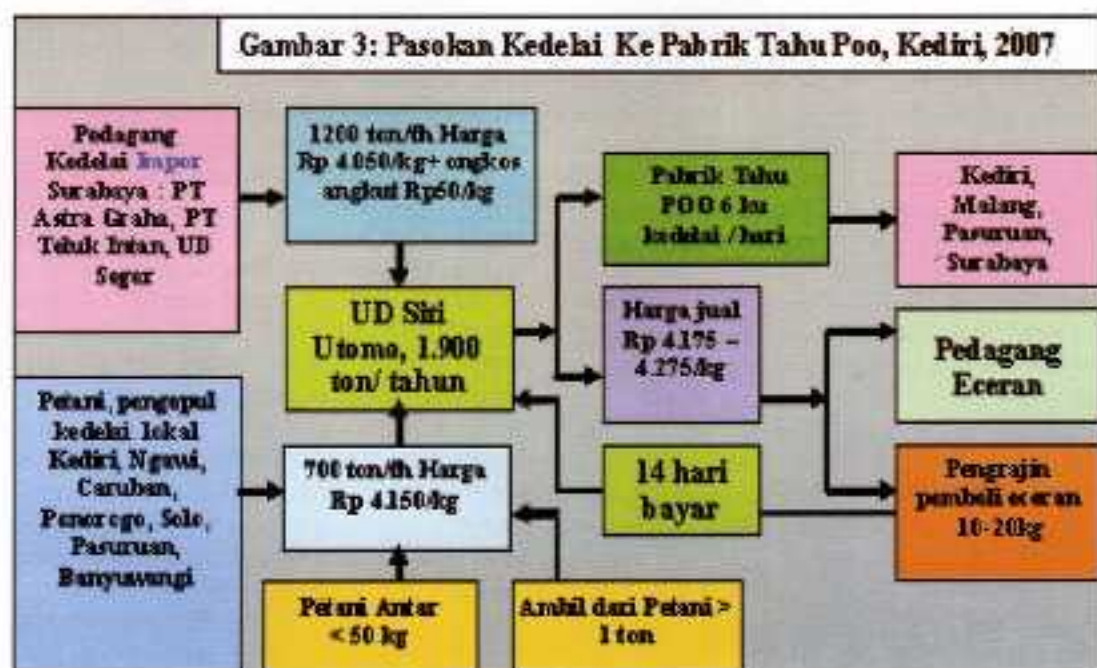 Gambar 3: Pasokan Kedelai Ke Pabrik Tahu Poo, Kediri, 2007
Pedagang
Kedelai Impor
Surabaya : PT
Astra Graha, PT
Teluk Intan, UD
Seger
1200 ton/th Harga
Rp 4.050/kg+ ongkos
angkut Rp50/kg
Pabrik Tahu
POO 6 ku
kedelai /hari
Kediri,
Malang,
Pasuruan,
Surabaya
UD Siri
Utomo, 1.900
ton/ tahun
Harga jual
Rp 4.175 –
4.275/kg
Pedagang
Eceran
Petani, pengepul
kedelai lokal
Kediri, Ngawi,
Caruban,
Ponorogo, Solo,
Pasuruan,
Banyuwangi
700 ton/th Harga
Rp 4.150/kg
14 hari
bayar
Pengrajin
pembeli eceran
10-20kg
Petani Antar
< 50 kg
Ambil dari Petani >
1 ton